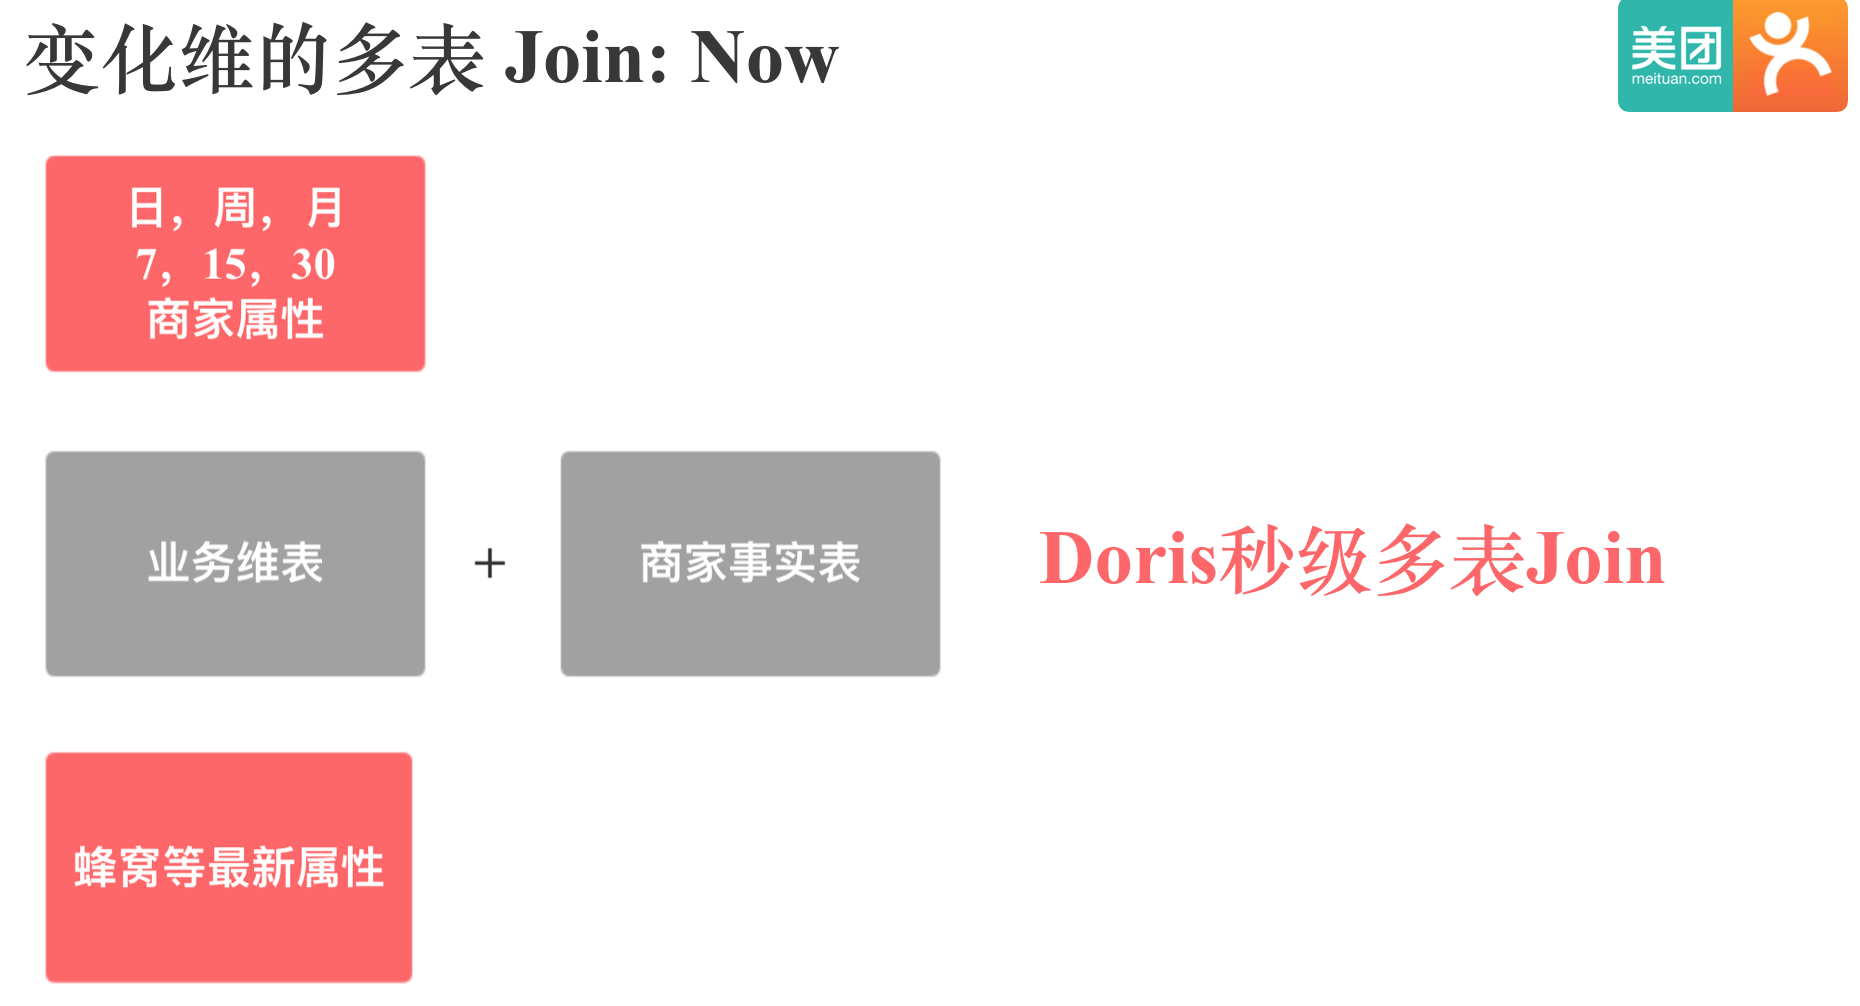 变化维的多表 Join: Now
美团
meituan.com
日，周，月
7，15，30
商家属性
业务维表
+
商家事实表
Doris秒级多表Join
蜂窝等最新属性